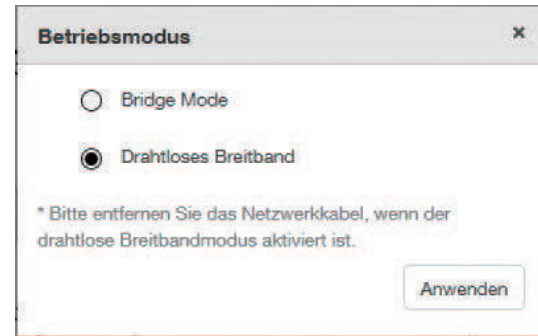 Betriebsmodus ×
Bridge Mode
Drahtloses Breitband
* Bitte entfernen Sie das Netzwerkkabel, wenn der
drahtlose Breitbandmodus aktiviert ist.
Anwenden